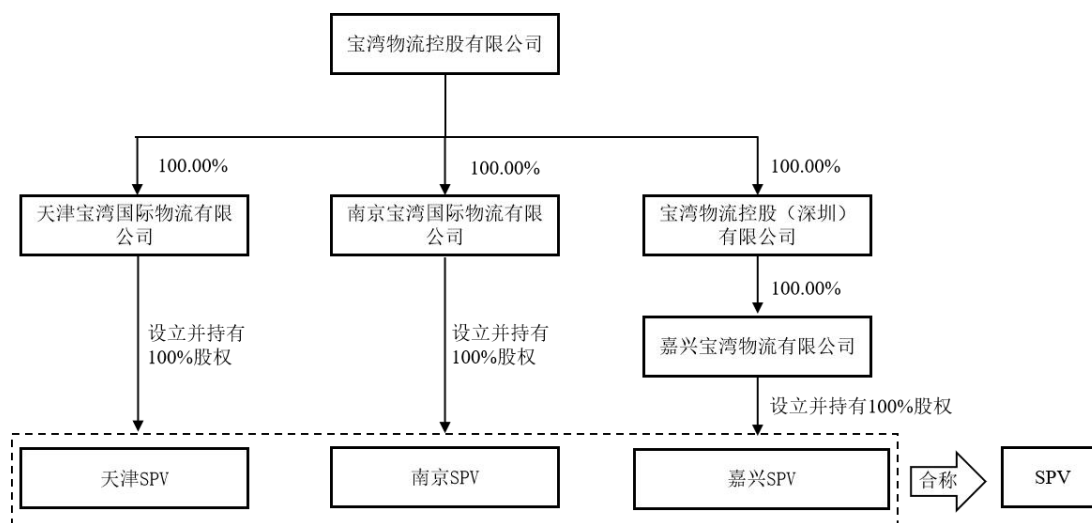 宝湾物流控股有限公司
100.00%
100.00%
100.00%
天津宝湾国际物流有限
公司
南京宝湾国际物流有限
公司
宝湾物流控股（深圳）
有限公司
100.00%
设立并持有
100%股权
设立并持有
100%股权
嘉兴宝湾物流有限公司
设立并持有100%股权
天津SPV
南京SPV
嘉兴SPV
合称
SPV